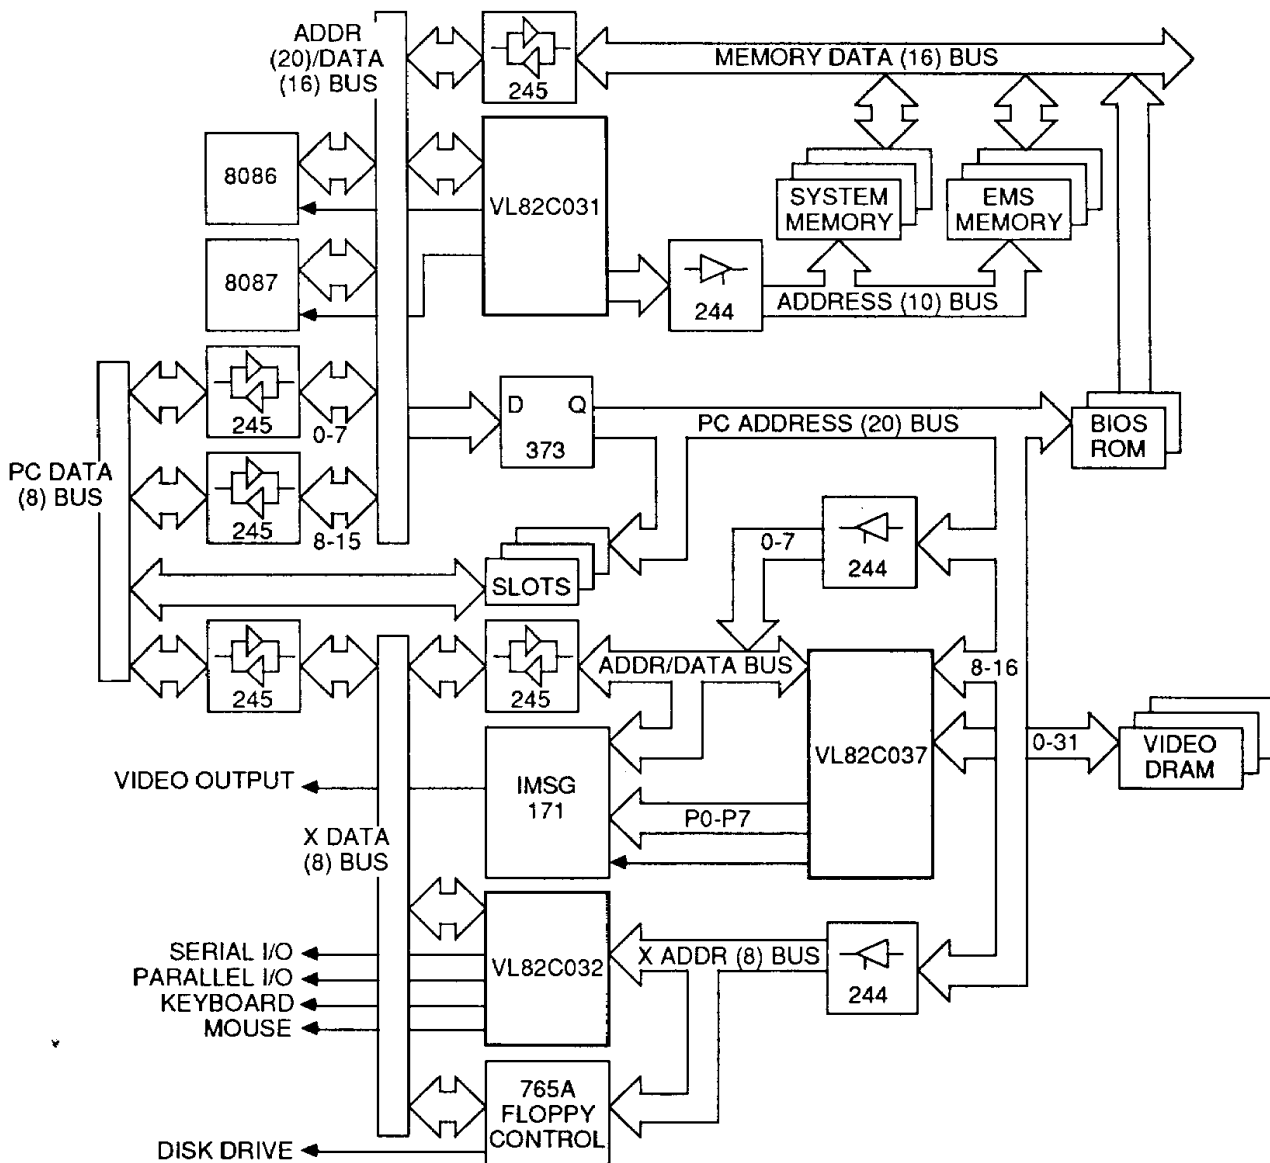 ADDR
(20)/DATA
(16) BUS
245
MEMORY DATA (16) BUS
8086
VL82C031
SYSTEM
MEMORY
EMS
MEMORY
8087
244
ADDRESS (10) BUS
245
0-7
D Q
373
PC ADDRESS (20) BUS
BIOS
ROM
PC DATA
(8) BUS
245
8-15
SLOTS
0-7
244
245
245
ADDR/DATA BUS
VL82C037
8-16
0-31
VIDEO
DRAM
VIDEO OUTPUT
IMSG
171
P0-P7
X DATA
(8) BUS
SERIAL I/O
PARALLEL I/O
KEYBOARD
MOUSE
VL82C032
X ADDR (8) BUS
244
765A
FLOPPY
CONTROL
DISK DRIVE